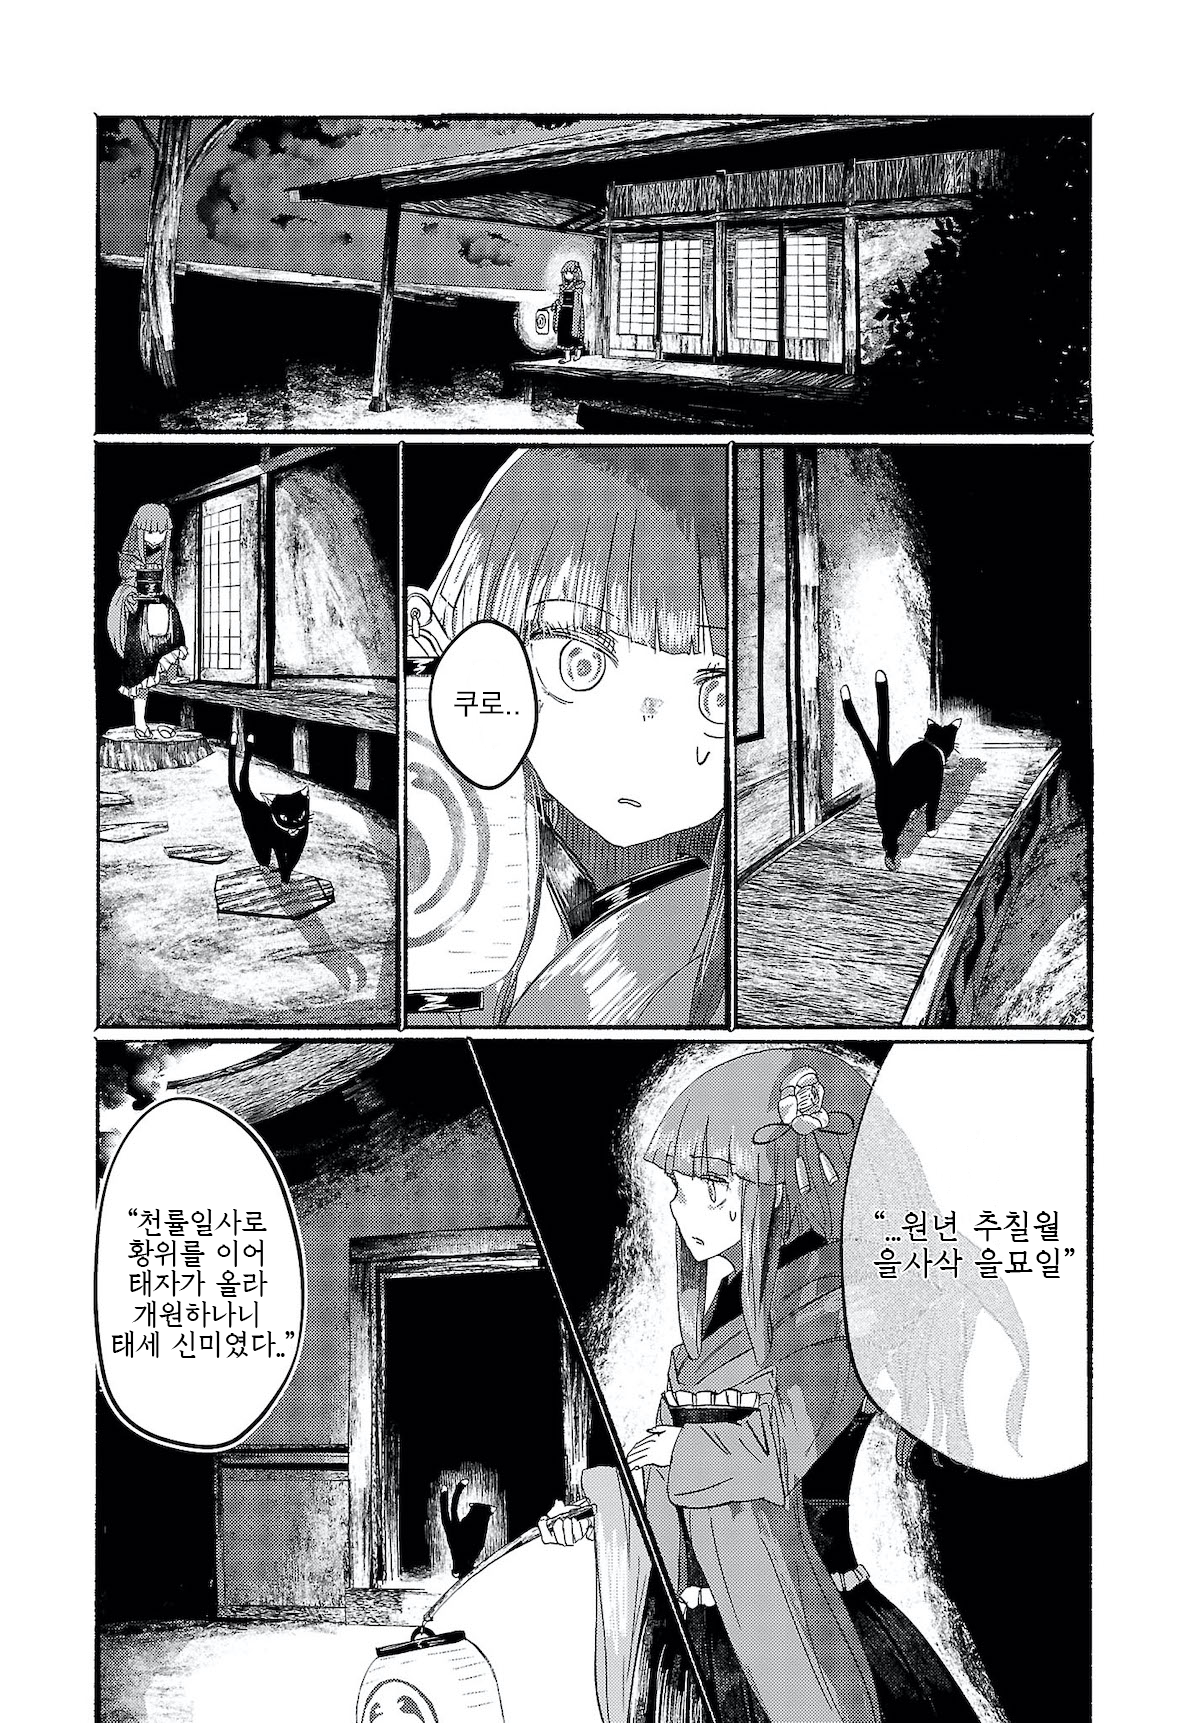 쿠로..
“...원년 추칠월
을사삭 을묘일”
“천률일사로
황위를 이어
태자가 올라
개원하나니
태세 신미였다..”